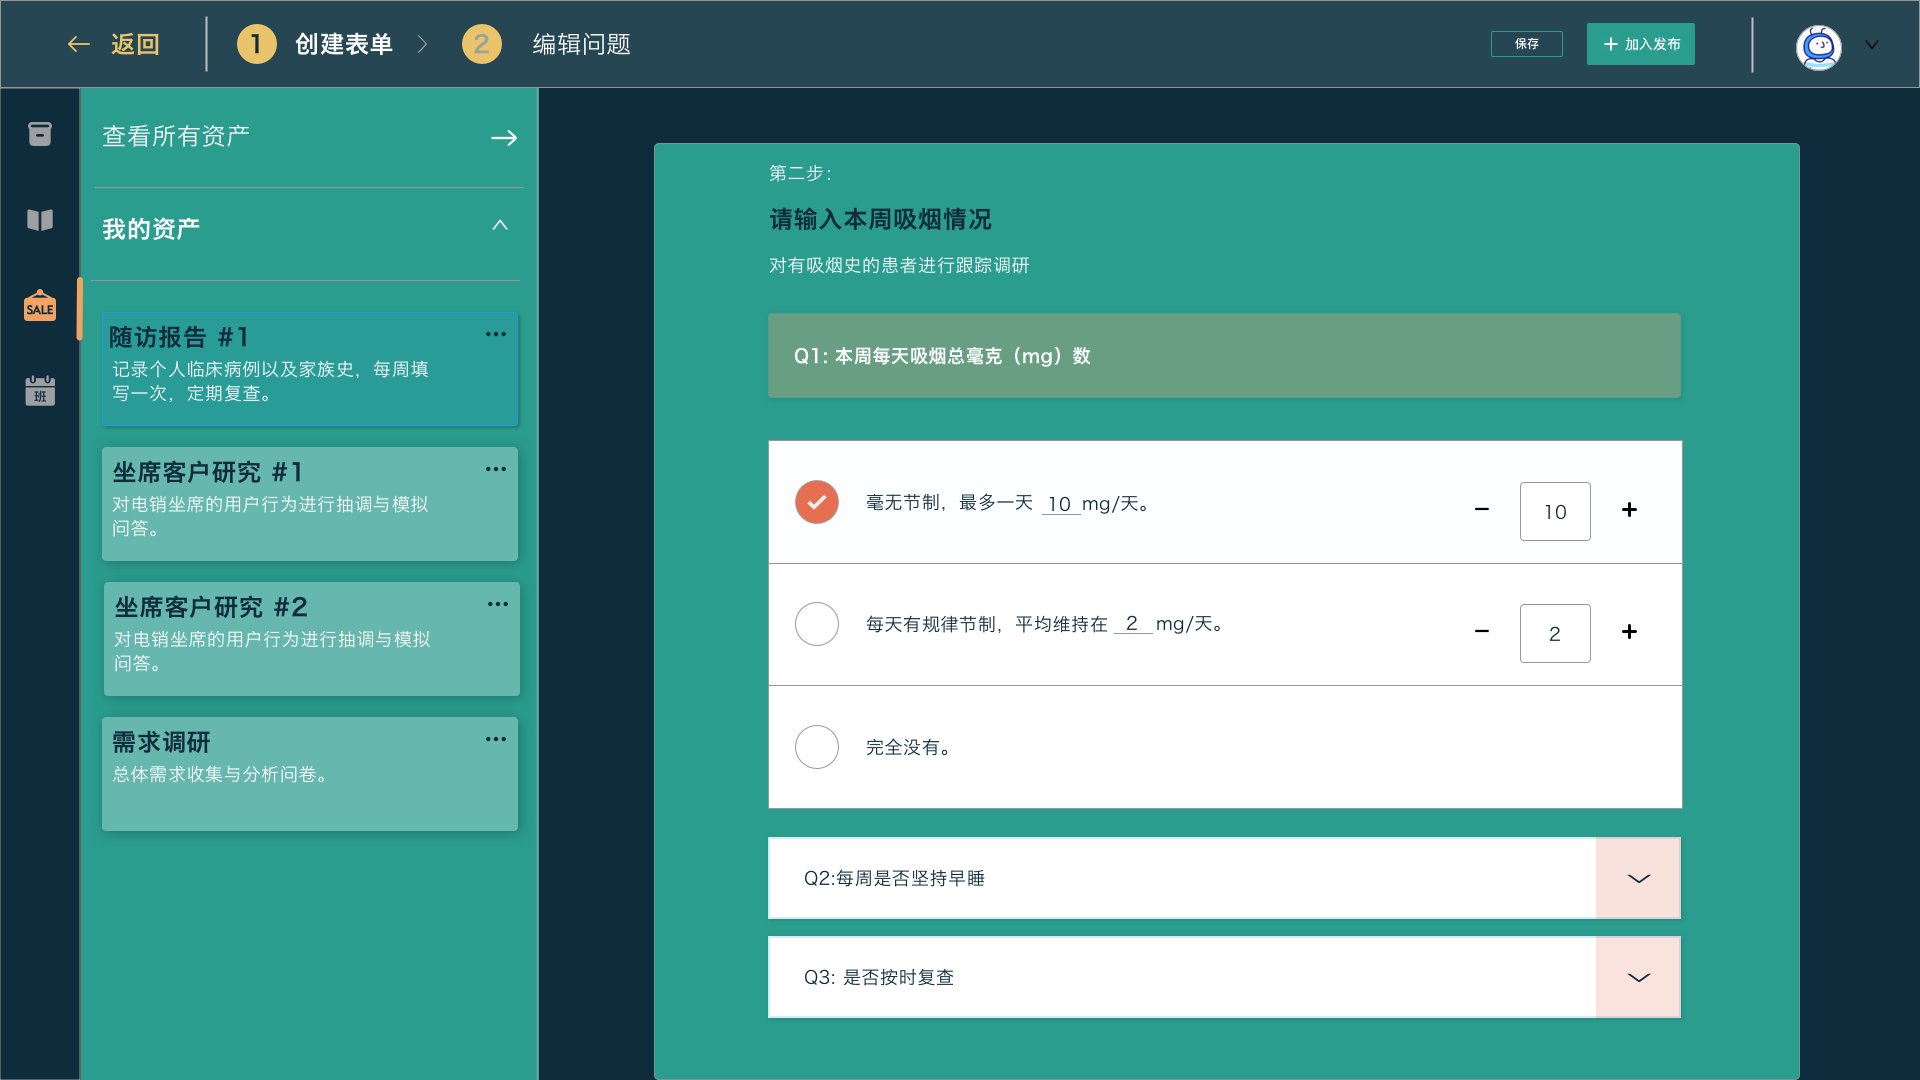 返回
1
创建表单
2
编辑问题
保存
加入发布
查看所有资产
我的资产
SALE
班
随访报告 #1
记录个人临床病例以及家族史，每周填
写一次，定期复查。
坐席客户研究 #1
对电销坐席的用户行为进行抽调与模拟
问答。
坐席客户研究 #2
对电销坐席的用户行为进行抽调与模拟
问答。
需求调研
总体需求收集与分析问卷。
第二步：
请输入本周吸烟情况
对有吸烟史的患者进行跟踪调研
Q1: 本周每天吸烟总毫克（mg）数
毫无节制，最多一天 10 mg/天。
10
每天有规律节制，平均维持在 2 mg/天。
2
完全没有。
Q2:每周是否坚持早睡
Q3: 是否按时复查